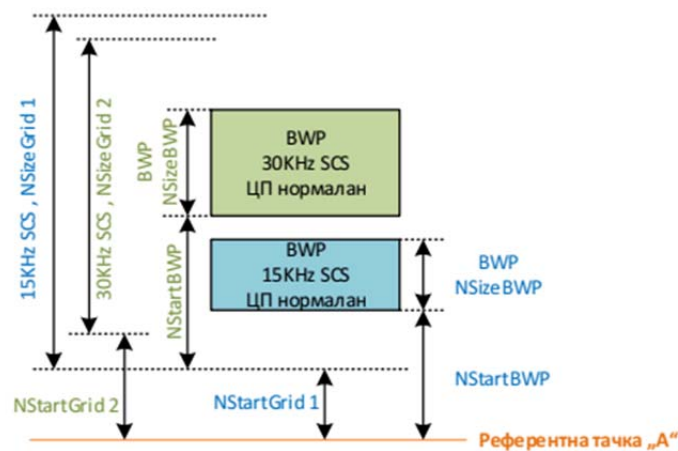 15KHz SCS , NSizeGrid 1
30KHz SCS, NSizeGrid 2
BWP
NSizeBWP
NStartBWP
BWP
30KHz SCS
ЦП нормалан
BWP
15KHz SCS
ЦП нормалан
BWP
NSizeBWP
NStartBWP
NStartGrid 2
NStartGrid 1
Референтна тачка „А“